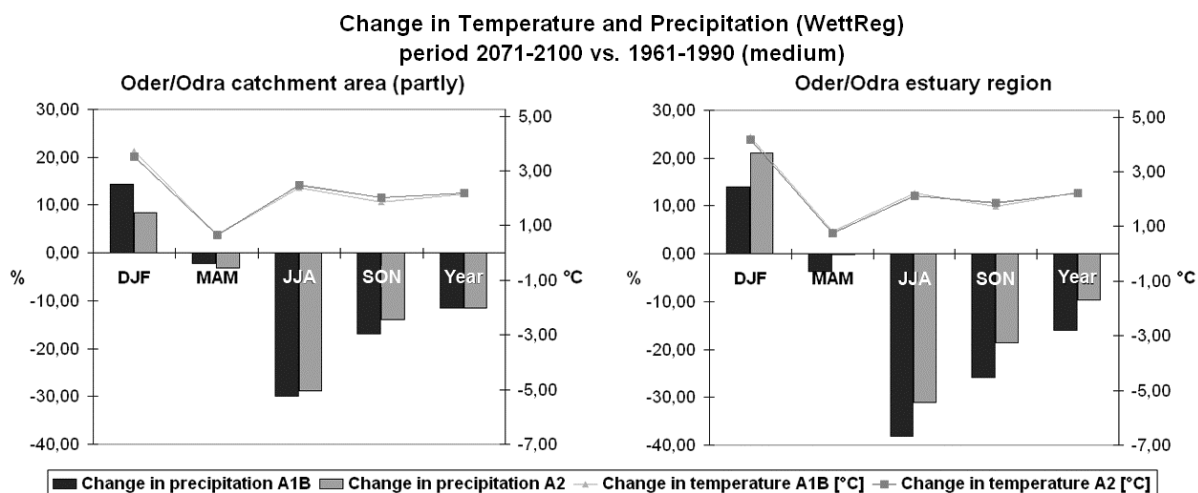 Change in Temperature and Precipitation (WettReg)
period 2071-2100 vs. 1961-1990 (medium)
Oder/Odra catchment area (partly)
30,00
20,00
10,00
0,00
-10,00
-20,00
-30,00
-40,00
%
DJF
MAM
JJA
SON
Year
5,00
3,00
1,00
-1,00
-3,00
-5,00
-7,00
°C
Oder/Odra estuary region
30,00
20,00
10,00
0,00
-10,00
-20,00
-30,00
-40,00
%
DJF
MAM
JJA
SON
Year
5,00
3,00
1,00
-1,00
-3,00
-5,00
-7,00
°C
Change in precipitation A1B Change in precipitation A2 Change in temperature A1B [°C] Change in temperature A2 [°C]